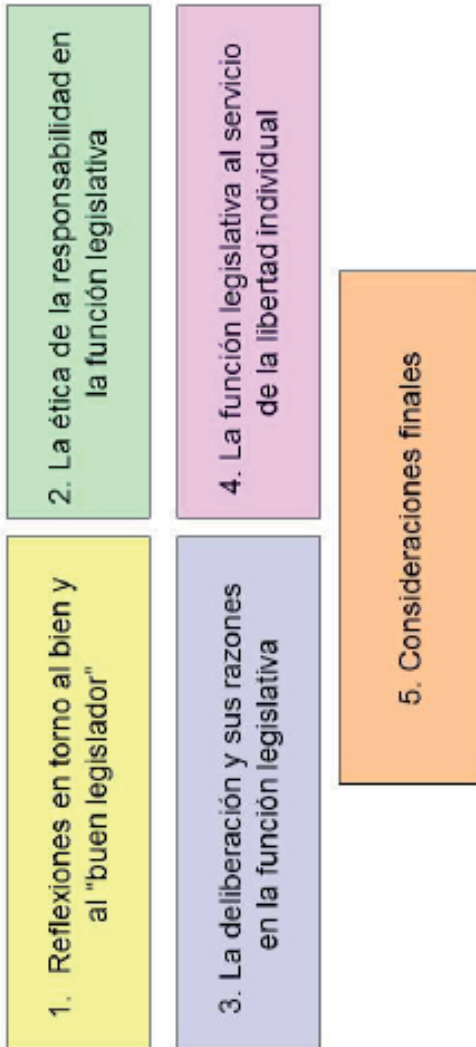 1. Reflexiones en torno al bien y
al "buen legislador"
2. La ética de la responsabilidad en
la función legislativa
3. La deliberación y sus razones
en la función legislativa
4. La función legislativa al servicio
de la libertad individual
5. Consideraciones finales